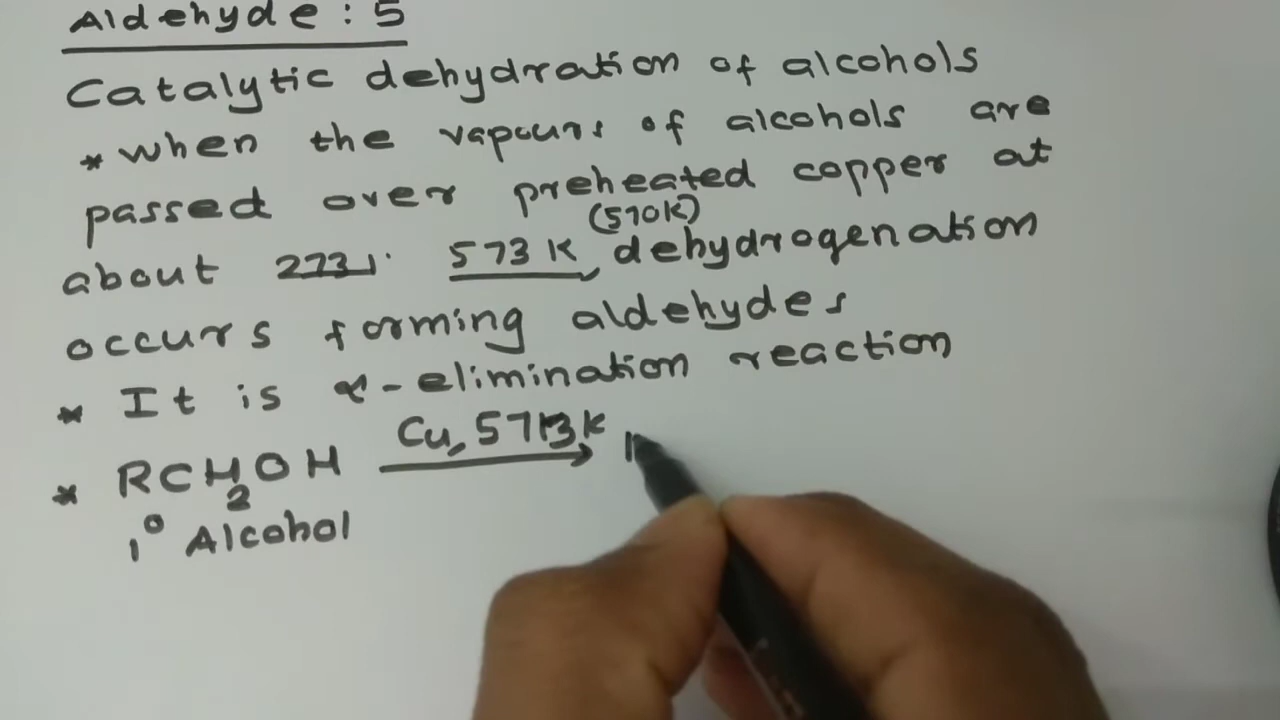 Aldehyde : 5
Catalytic dehydration of alcohols
* when the vapours of alcohols are
passed over preheated copper at
(570K)
about 273 573 K, dehydrogenation
occurs forming aldehydes
* It is α-elimination reaction
Cu, 573K
* RCH2OH
1° Alcohol